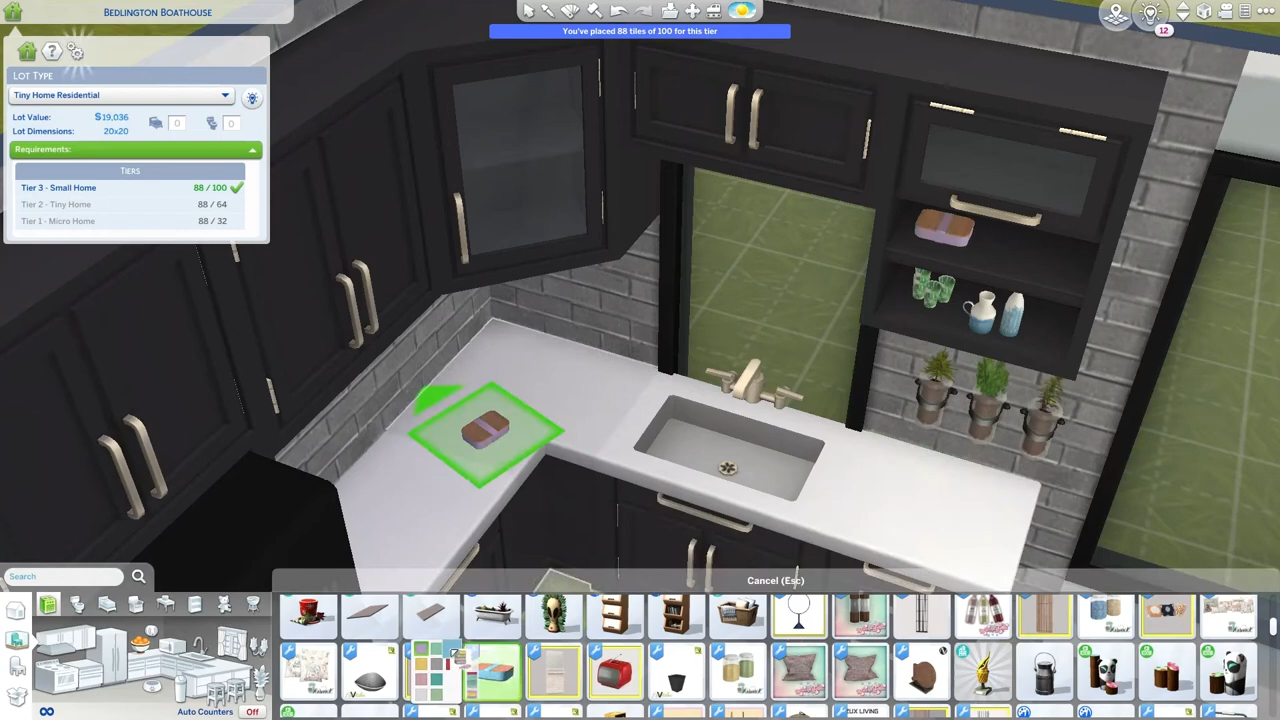 BEDLINGTON BOATHOUSE
You've placed 88 tiles of 100 for this tier
12
LOT TYPE
Tiny Home Residential
Lot Value: §19,036
0 0
Lot Dimensions: 20x20
Requirements:
TIERS
Tier 3 - Small Home 88 / 100
Tier 2 - Tiny Home 88 / 64
Tier 1 - Micro Home 88 / 32
Search
Cancel (Esc)
Auto Counters Off